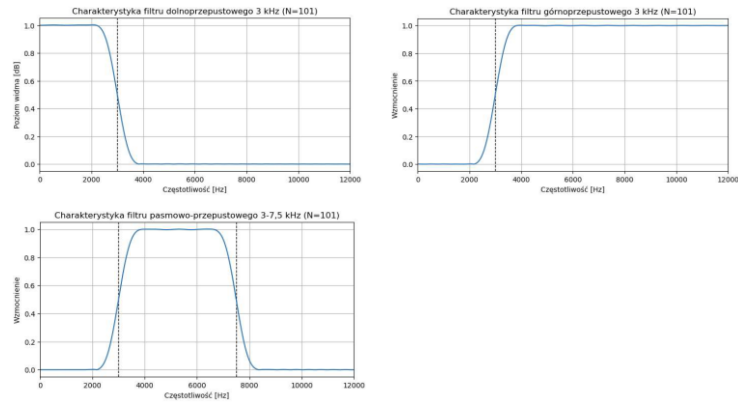 Charakterystyka filtru dolnoprzepustowego 3 kHz (N=101)
Poziom widma [dB]
1.0
0.8
0.6
0.4
0.2
0.0
0 2000 4000 6000 8000 10000 12000
Częstotliwość [Hz]
Charakterystyka filtru górnoprzepustowego 3 kHz (N=101)
Wzmocnienie
1.0
0.8
0.6
0.4
0.2
0.0
0 2000 4000 6000 8000 10000 12000
Częstotliwość [Hz]
Charakterystyka filtru pasmowo-przepustowego 3-7,5 kHz (N=101)
Wzmocnienie
1.0
0.8
0.6
0.4
0.2
0.0
0 2000 4000 6000 8000 10000 12000
Częstotliwość [Hz]